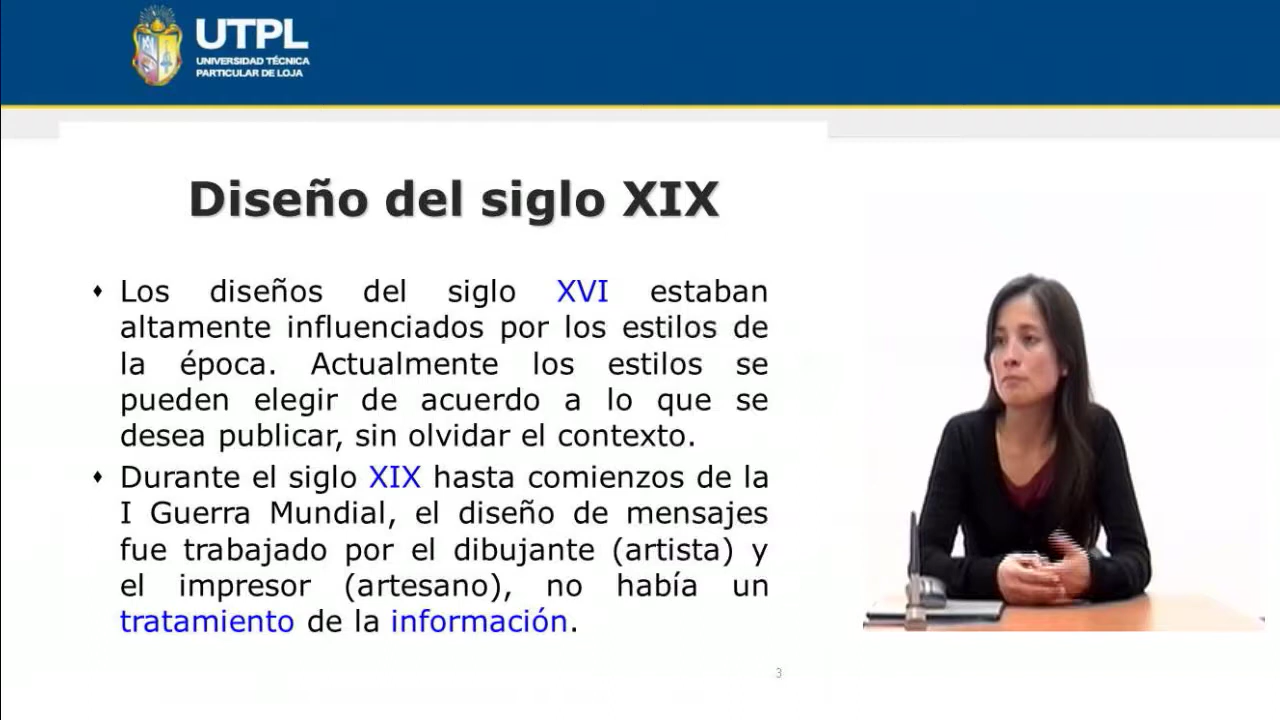 UTPL
UNIVERSIDAD TÉCNICA
PARTICULAR DE LOJA
Diseño del siglo XIX
Los diseños del siglo XVI estaban
altamente influenciados por los estilos de
la época. Actualmente los estilos se
pueden elegir de acuerdo a lo que se
desea publicar, sin olvidar el contexto.
Durante el siglo XIX hasta comienzos de la
I Guerra Mundial, el diseño de mensajes
fue trabajado por el dibujante (artista) y
el impresor (artesano), no había un
tratamiento de la información.
3